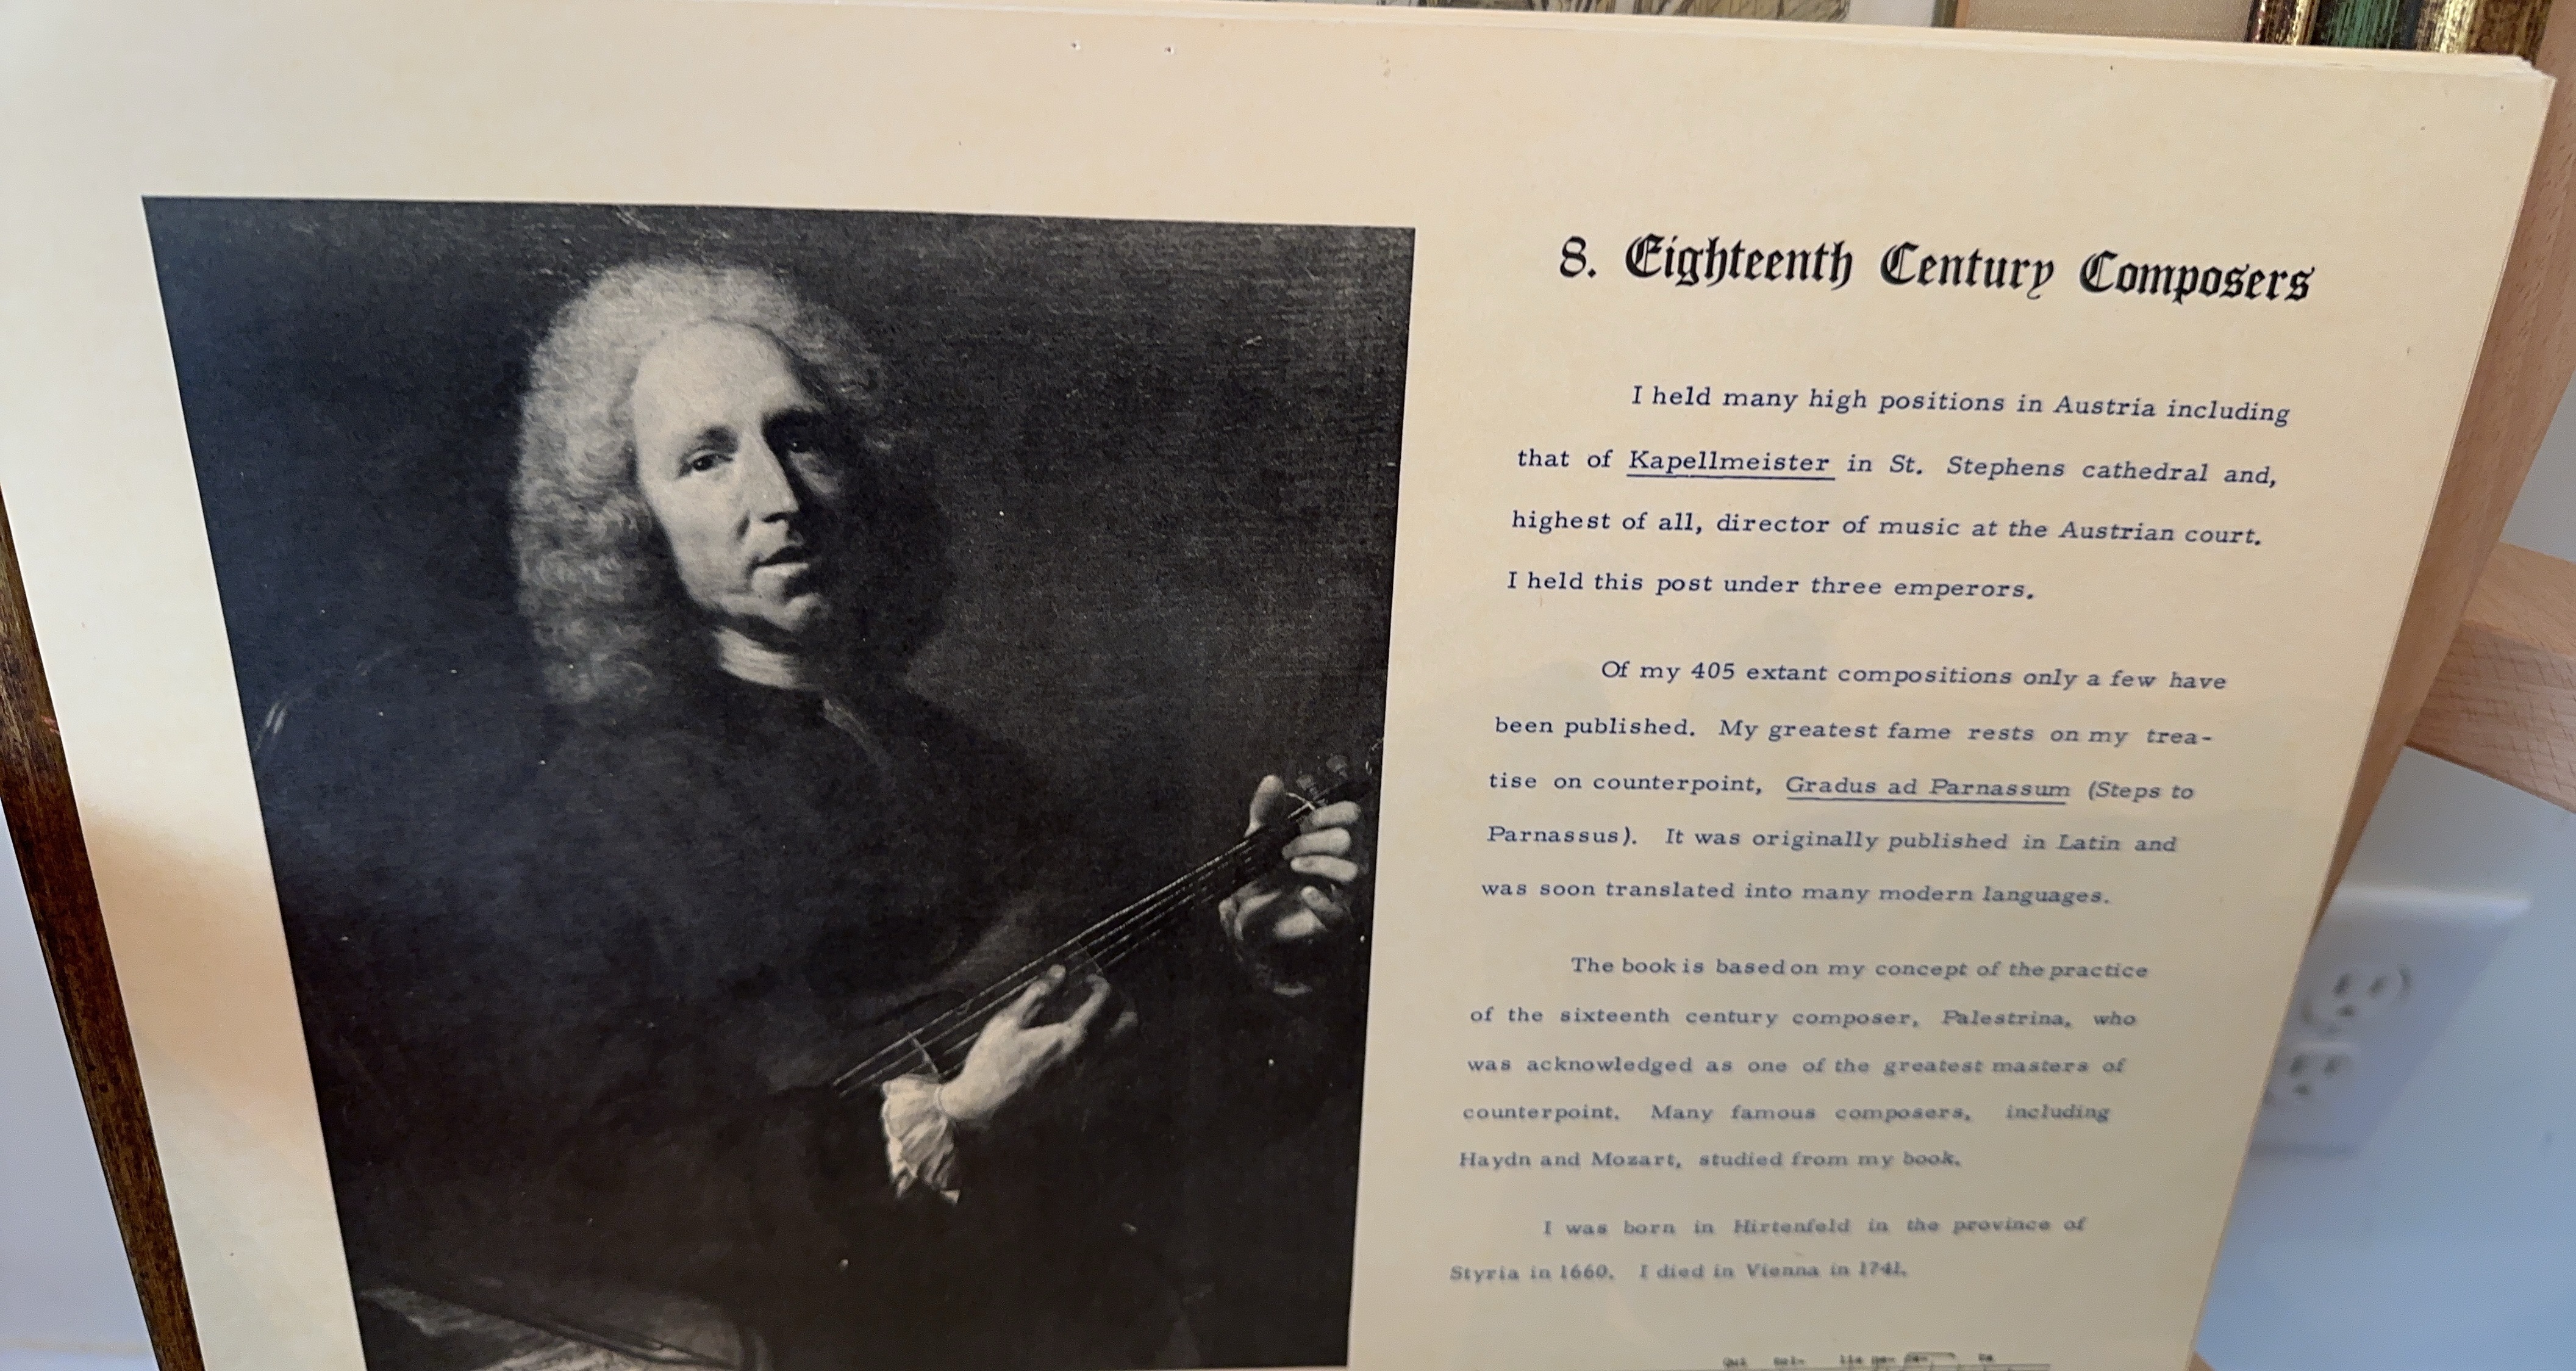 8. Eighteenth Century Composers
I held many high positions in Austria including
that of Kapellmeister in St. Stephens cathedral and,
highest of all, director of music at the Austrian court.
I held this post under three emperors.
Of my 405 extant compositions only a few have
been published. My greatest fame rests on my trea-
tise on counterpoint, Gradus ad Parnassum (Steps to
Parnassus). It was originally published in Latin and
was soon translated into many modern languages.
The book is based on my concept of the practice
of the sixteenth century composer, Palestrina, who
was acknowledged as one of the greatest masters of
counterpoint. Many famous composers, including
Haydn and Mozart, studied from my book.
I was born in Hirtenfeld in the province of
Styria in 1660. I died in Vienna in 1741.